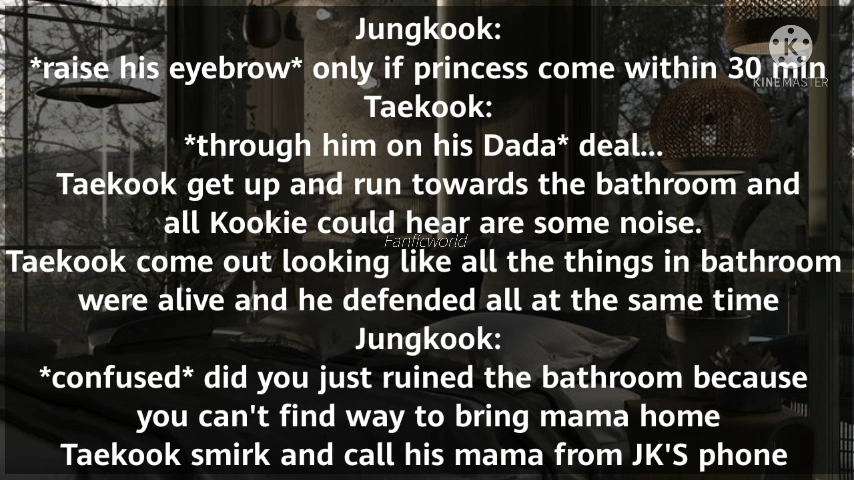 Jungkook:
*raise his eyebrow* only if princess come within 30 min
KINEMASTER
Taekook:
*through him on his Dada* deal...
Taekook get up and run towards the bathroom and
all Kookie could hear are some noise.
Fanficworld
Taekook come out looking like all the things in bathroom
were alive and he defended all at the same time
Jungkook:
*confused* did you just ruined the bathroom because
you can't find way to bring mama home
Taekook smirk and call his mama from JK'S phone